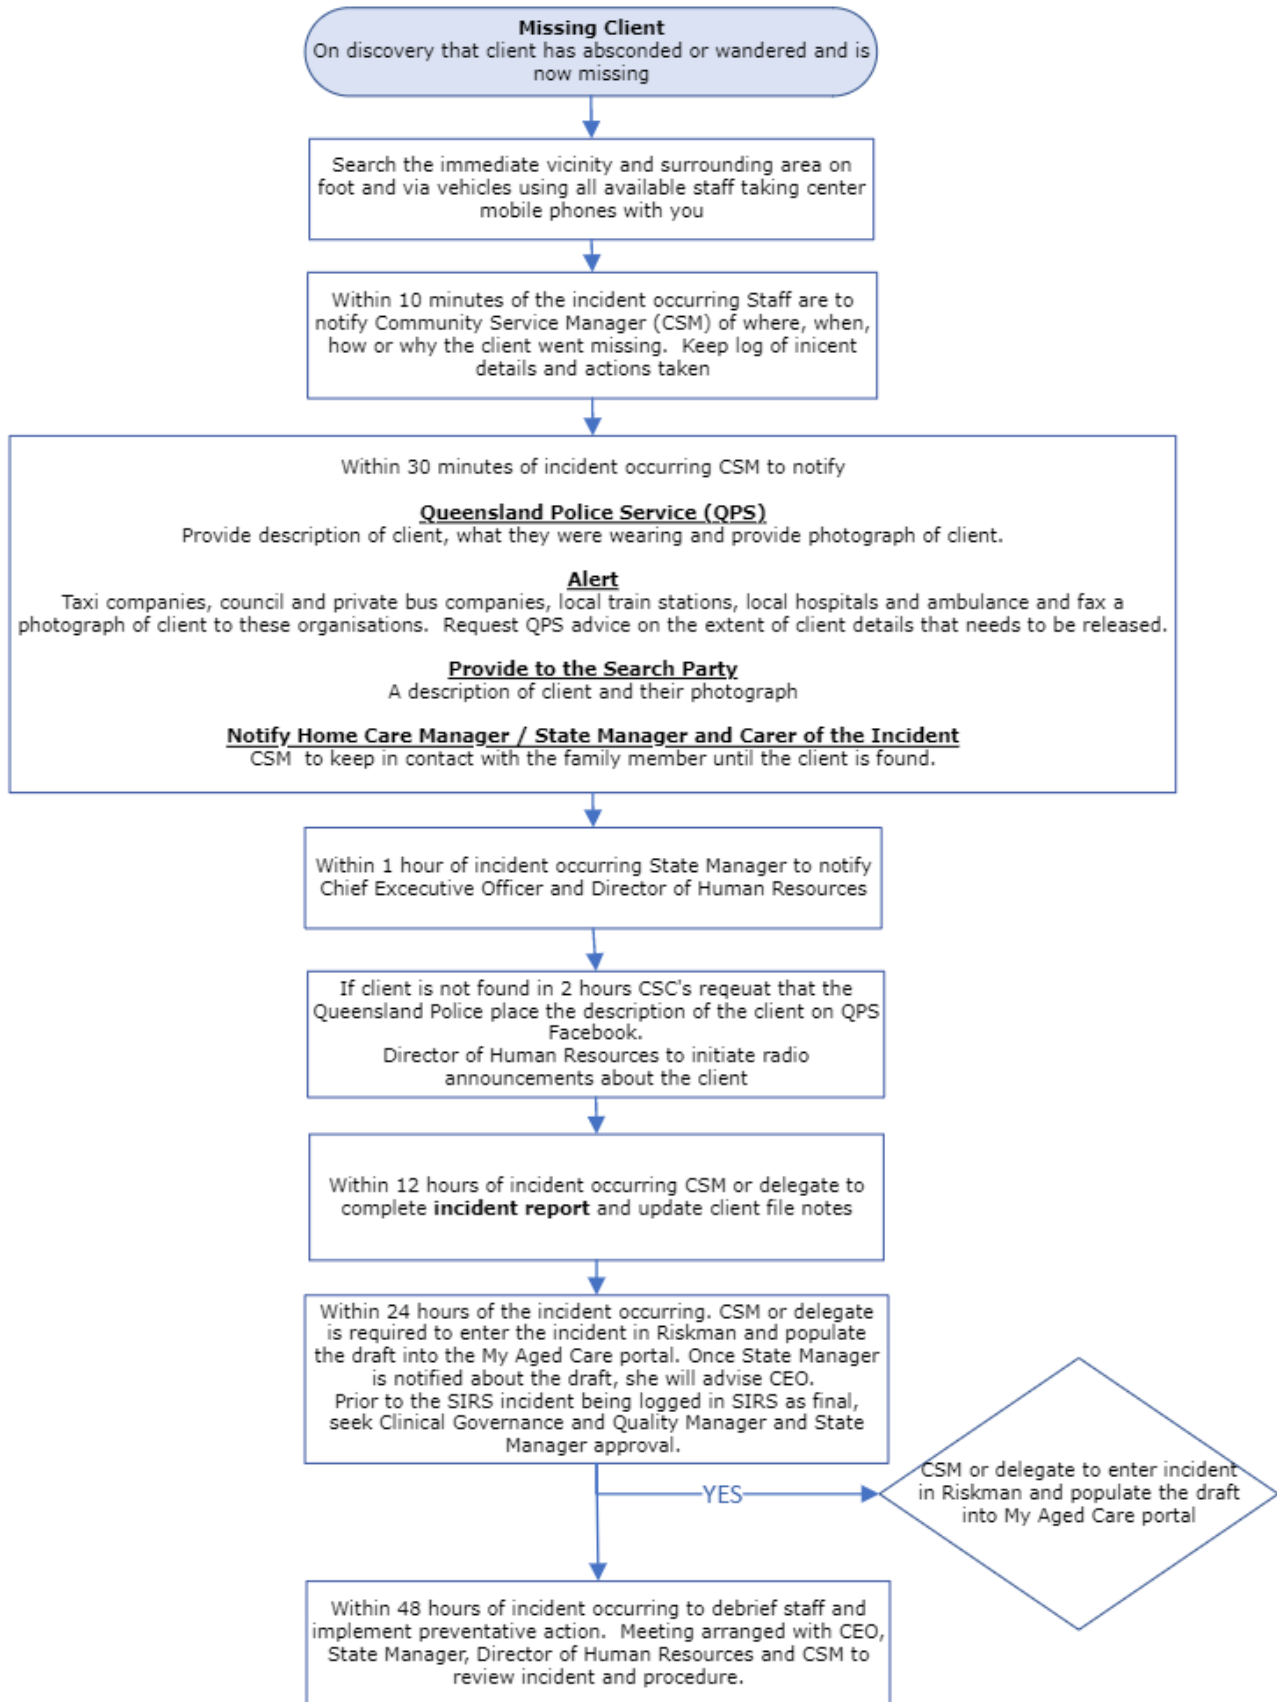 Missing Client
On discovery that client has absconded or wandered and is
now missing
Search the immediate vicinity and surrounding area on
foot and via vehicles using all available staff taking center
mobile phones with you
Within 10 minutes of the incident occurring Staff are to
notify Community Service Manager (CSM) of where, when,
how or why the client went missing.  Keep log of inicent
details and actions taken
Within 30 minutes of incident occurring CSM to notify
Queensland Police Service (QPS)
Provide description of client, what they were wearing and provide photograph of client.
Alert
Taxi companies, council and private bus companies, local train stations, local hospitals and ambulance and fax a
photograph of client to these organisations.  Request QPS advice on the extent of client details that needs to be released.
Provide to the Search Party
A description of client and their photograph
Notify Home Care Manager / State Manager and Carer of the Incident
CSM  to keep in contact with the family member until the client is found.
Within 1 hour of incident occurring State Manager to notify
Chief Excecutive Officer and Director of Human Resources
If client is not found in 2 hours CSC's reqeuat that the
Queensland Police place the description of the client on QPS
Facebook.
Director of Human Resources to initiate radio
announcements about the client
Within 12 hours of incident occurring CSM or delegate to
complete incident report and update client file notes
Within 24 hours of the incident occurring. CSM or delegate
is required to enter the incident in Riskman and populate
the draft into the My Aged Care portal. Once State Manager
is notified about the draft, she will advise CEO.
Prior to the SIRS incident being logged in SIRS as final,
seek Clinical Governance and Quality Manager and State
Manager approval.
YES
CSM or delegate to enter incident
in Riskman and populate the draft
into My Aged Care portal
Within 48 hours of incident occurring to debrief staff and
implement preventative action.  Meeting arranged with CEO,
State Manager, Director of Human Resources and CSM to
review incident and procedure.